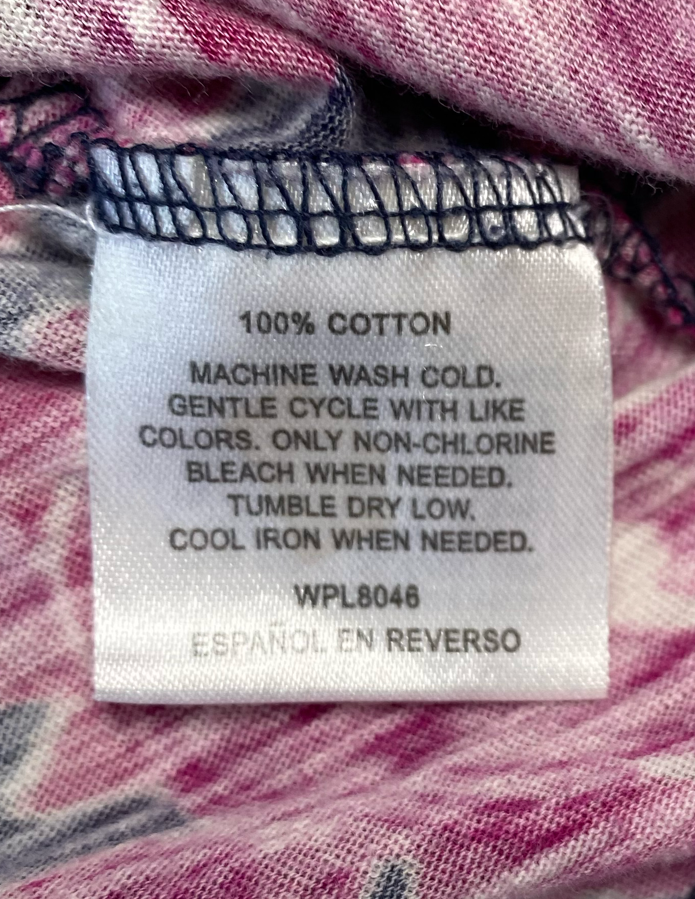 100% COTTON
MACHINE WASH COLD.
GENTLE CYCLE WITH LIKE
COLORS. ONLY NON-CHLORINE
BLEACH WHEN NEEDED.
TUMBLE DRY LOW.
COOL IRON WHEN NEEDED.
WPL8046
ESPAÑOL EN REVERSO